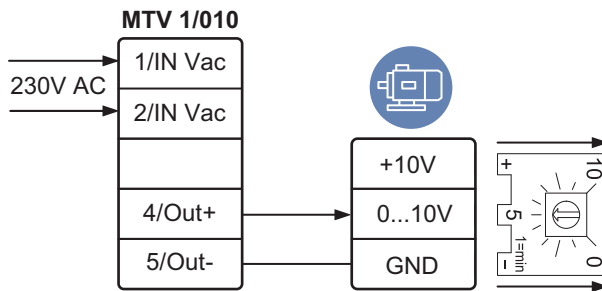 MTV 1/010
1/IN Vac
230V AC
2/IN Vac
4/Out+
5/Out-
+10V
0...10V
GND
+
5
-
1=min
10
0